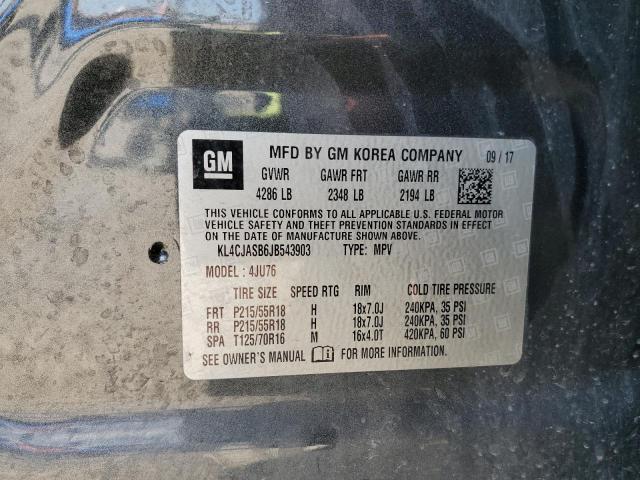 GM MFD BY GM KOREA COMPANY 09 / 17
GVWR GAWR FRT GAWR RR
4286 LB 2348 LB 2194 LB
THIS VEHICLE CONFORMS TO ALL APPLICABLE U.S. FEDERAL MOTOR
VEHICLE SAFETY AND THEFT PREVENTION STANDARDS IN EFFECT
ON THE DATE OF MANUFACTURE SHOWN ABOVE.
KL4CJASB6JB543903 TYPE: MPV
MODEL : 4JU76
TIRE SIZE SPEED RTG RIM COLD TIRE PRESSURE
FRT P215/55R18 H 18x7.0J 240KPA, 35 PSI
RR P215/55R18 H 18x7.0J 240KPA, 35 PSI
SPA T125/70R16 M 16x4.0T 420KPA, 60 PSI
SEE OWNER'S MANUAL FOR MORE INFORMATION.